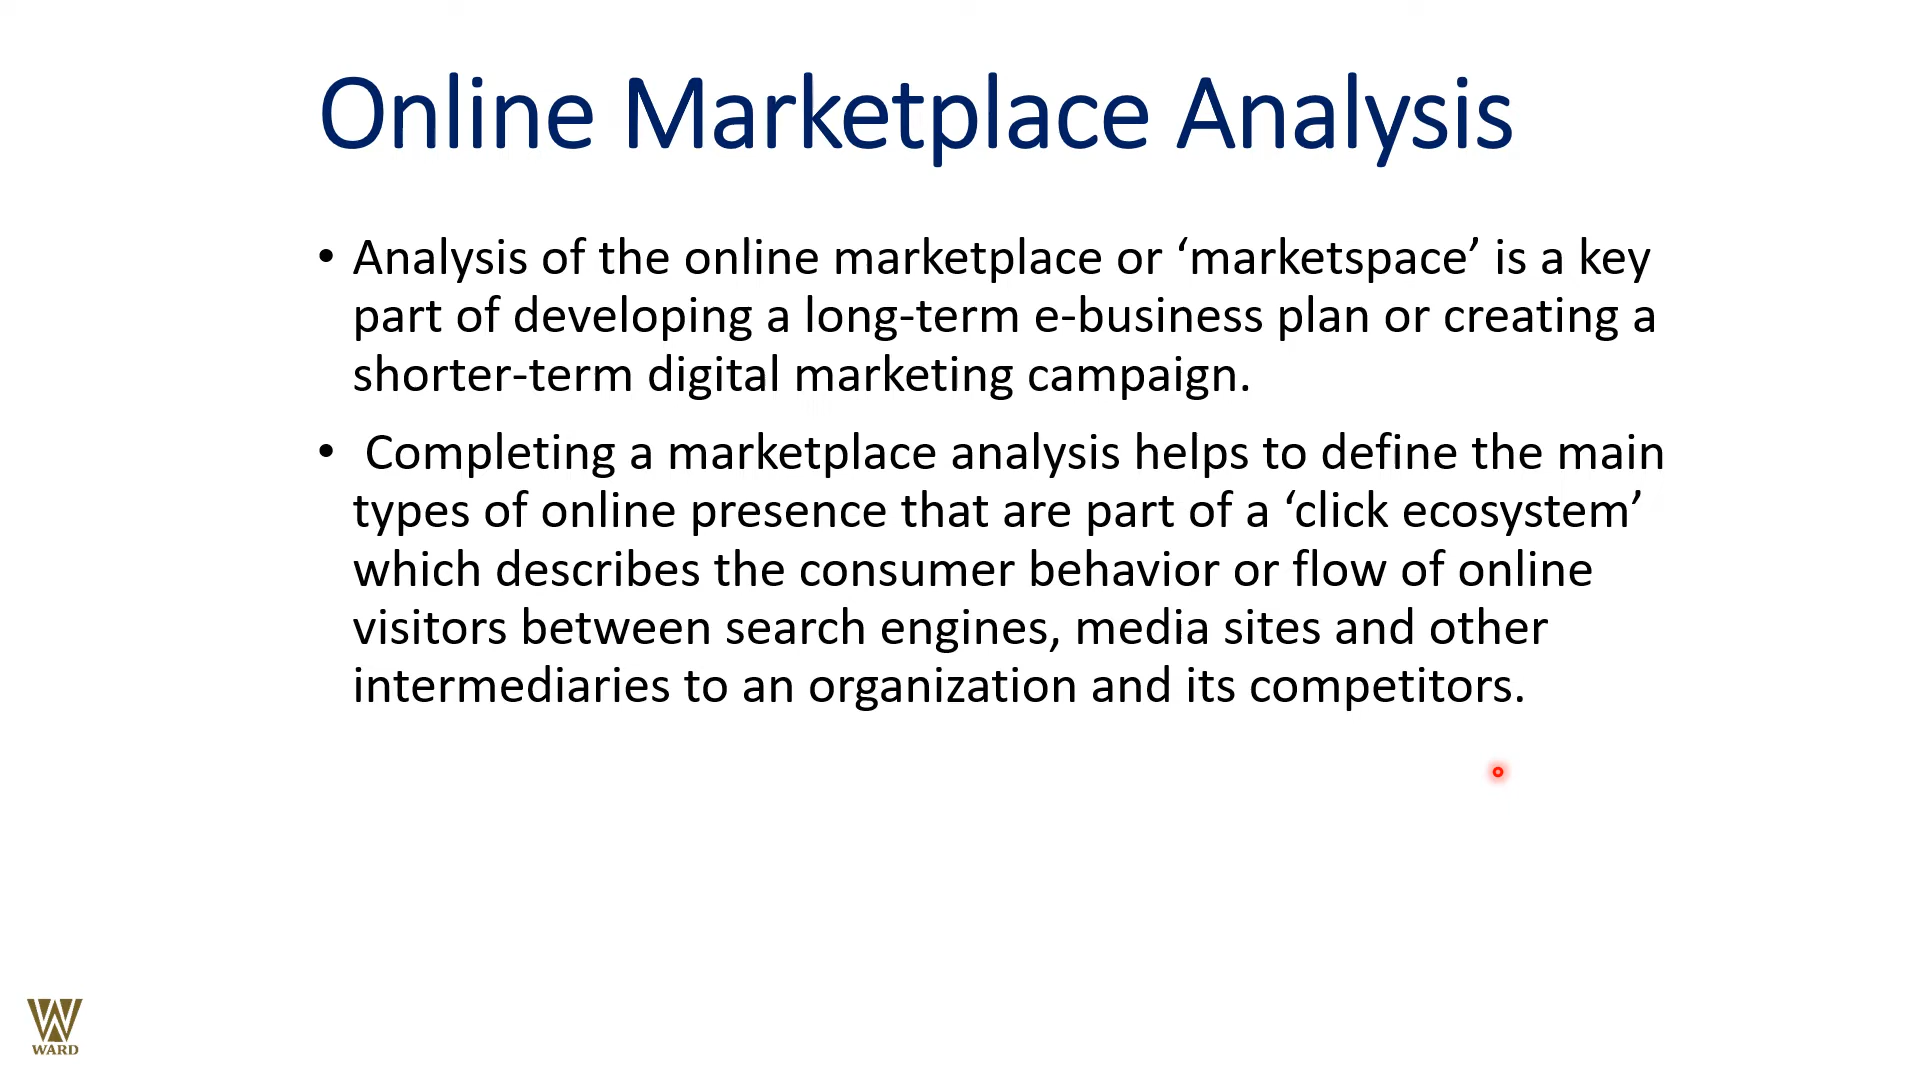 Online Marketplace Analysis
• Analysis of the online marketplace or ‘marketspace’ is a key
part of developing a long-term e-business plan or creating a
shorter-term digital marketing campaign.
• Completing a marketplace analysis helps to define the main
types of online presence that are part of a ‘click ecosystem’
which describes the consumer behavior or flow of online
visitors between search engines, media sites and other
intermediaries to an organization and its competitors.
WARD